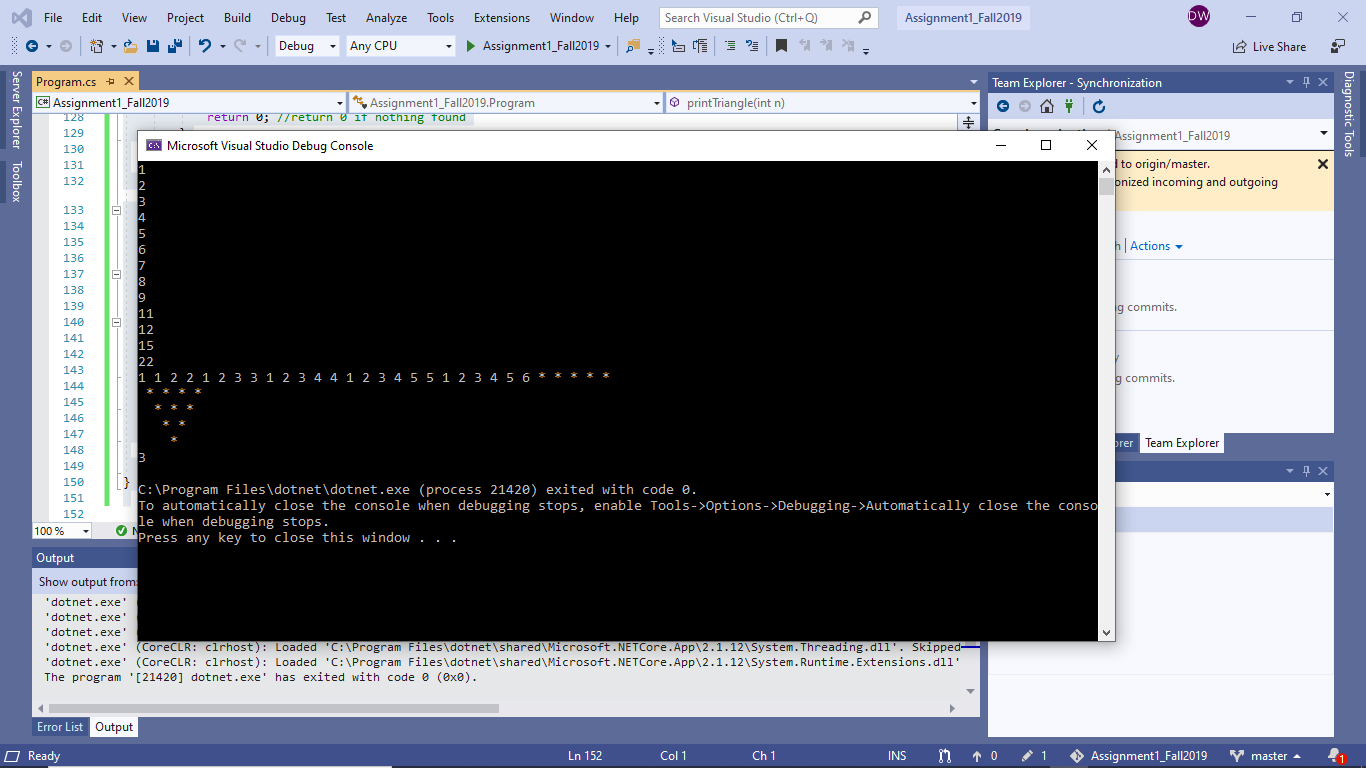 File Edit View Project Build Debug Test Analyze Tools Extensions Window Help Search Visual Studio (Ctrl+Q) Assignment1_Fall2019 DW
Debug Any CPU Assignment1_Fall2019 Live Share
Server Explorer
Toolbox
Program.cs
C# Assignment1_Fall2019 Assignment1_Fall2019.Program printTriangle(int n)
128 return 0; //return 0 if nothing found
129
130
131
132
133
134
135
136
137
138
139
140
141
142
143
144
145
146
147
148
149
150 }
151
152
100 %
Microsoft Visual Studio Debug Console
1
2
3
4
5
6
7
8
9
11
12
15
22
1 1 2 2 1 2 3 3 1 2 3 4 4 1 2 3 4 5 5 1 2 3 4 5 6 * * * * *
 * * * *
  * * *
   * *
    *
3
C:\Program Files\dotnet\dotnet.exe (process 21420) exited with code 0.
To automatically close the console when debugging stops, enable Tools->Options->Debugging->Automatically close the conso
le when debugging stops.
Press any key to close this window . . .
Team Explorer - Synchronization
Assignment1_Fall2019
d to origin/master.
onized incoming and outgoing
Actions
g commits.
ng commits.
orer Team Explorer
Diagnostic Tools
Output
Show output from:
'dotnet.exe' (
'dotnet.exe' (
'dotnet.exe' (
'dotnet.exe' (CoreCLR: clrhost): Loaded 'C:\Program Files\dotnet\shared\Microsoft.NETCore.App\2.1.12\System.Threading.dll'. Skipped
'dotnet.exe' (CoreCLR: clrhost): Loaded 'C:\Program Files\dotnet\shared\Microsoft.NETCore.App\2.1.12\System.Runtime.Extensions.dll'
The program '[21420] dotnet.exe' has exited with code 0 (0x0).
Error List Output
Ready Ln 152 Col 1 Ch 1 INS 0 1 Assignment1_Fall2019 master 1